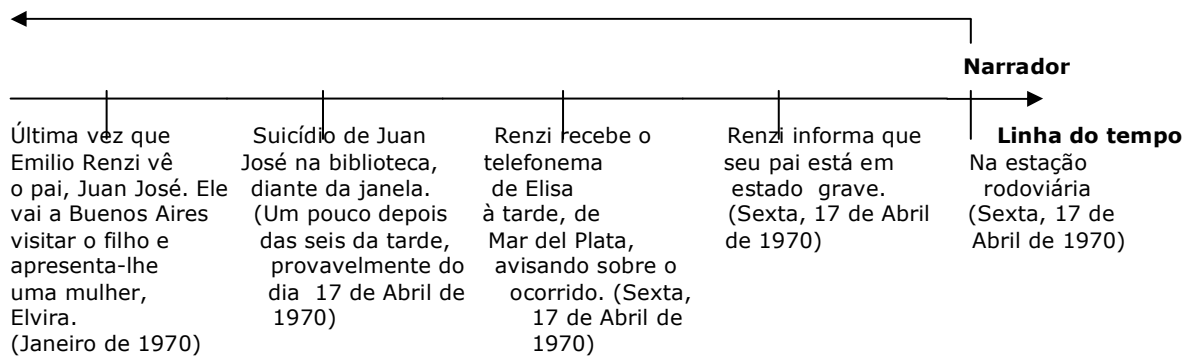 Narrador
Linha do tempo
Última vez que
Emilio Renzi vê
o pai, Juan José. Ele
vai a Buenos Aires
visitar o filho e
apresenta-lhe
uma mulher,
Elvira.
(Janeiro de 1970)
Suicídio de Juan
José na biblioteca,
diante da janela.
(Um pouco depois
das seis da tarde,
provavelmente do
dia 17 de Abril de
1970)
Renzi recebe o
telefonema
de Elisa
à tarde, de
Mar del Plata,
avisando sobre o
ocorrido. (Sexta,
17 de Abril de
1970)
Renzi informa que
seu pai está em
estado grave.
(Sexta, 17 de Abril
de 1970)
Na estação
rodoviária
(Sexta, 17 de
Abril de 1970)